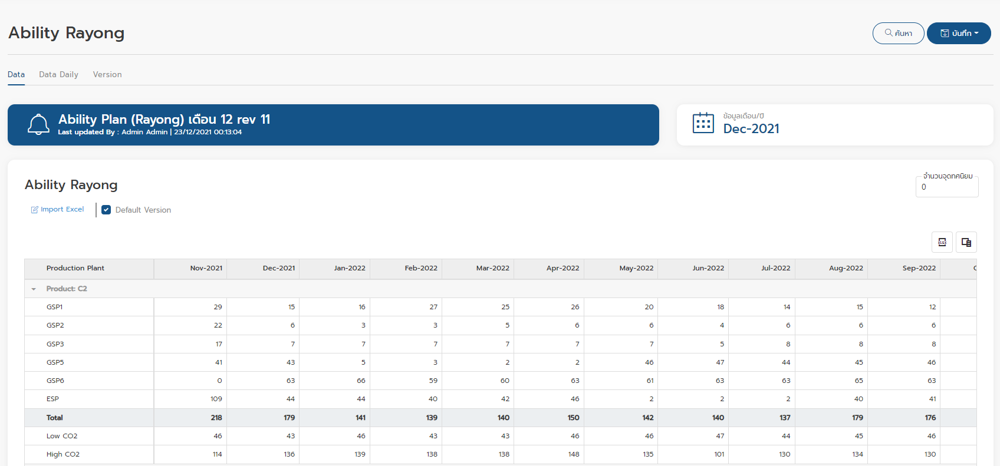 Ability Rayong
ค้นหา
บันทึก
Data Data Daily Version
Ability Plan (Rayong) เดือน 12 rev 11
Last updated By : Admin Admin | 23/12/2021 00:13:04
ข้อมูลเดือน/ปี
Dec-2021
Ability Rayong
จำนวนจุดทศนิยม
0
Import Excel
Default Version
xlsx
Production Plant Nov-2021 Dec-2021 Jan-2022 Feb-2022 Mar-2022 Apr-2022 May-2022 Jun-2022 Jul-2022 Aug-2022 Sep-2022
Product: C2
GSP1 29 15 16 27 25 26 20 18 14 15 12
GSP2 22 6 3 3 5 6 6 4 6 6 6
GSP3 17 7 7 7 7 7 7 5 8 8 8
GSP5 41 43 5 3 2 2 46 47 44 45 46
GSP6 0 63 66 59 60 63 61 63 63 65 63
ESP 109 44 44 40 42 46 2 2 2 40 41
Total 218 179 141 139 140 150 142 140 137 179 176
Low CO2 46 43 46 43 43 46 46 47 44 45 46
High CO2 114 136 139 138 138 148 135 101 130 134 130